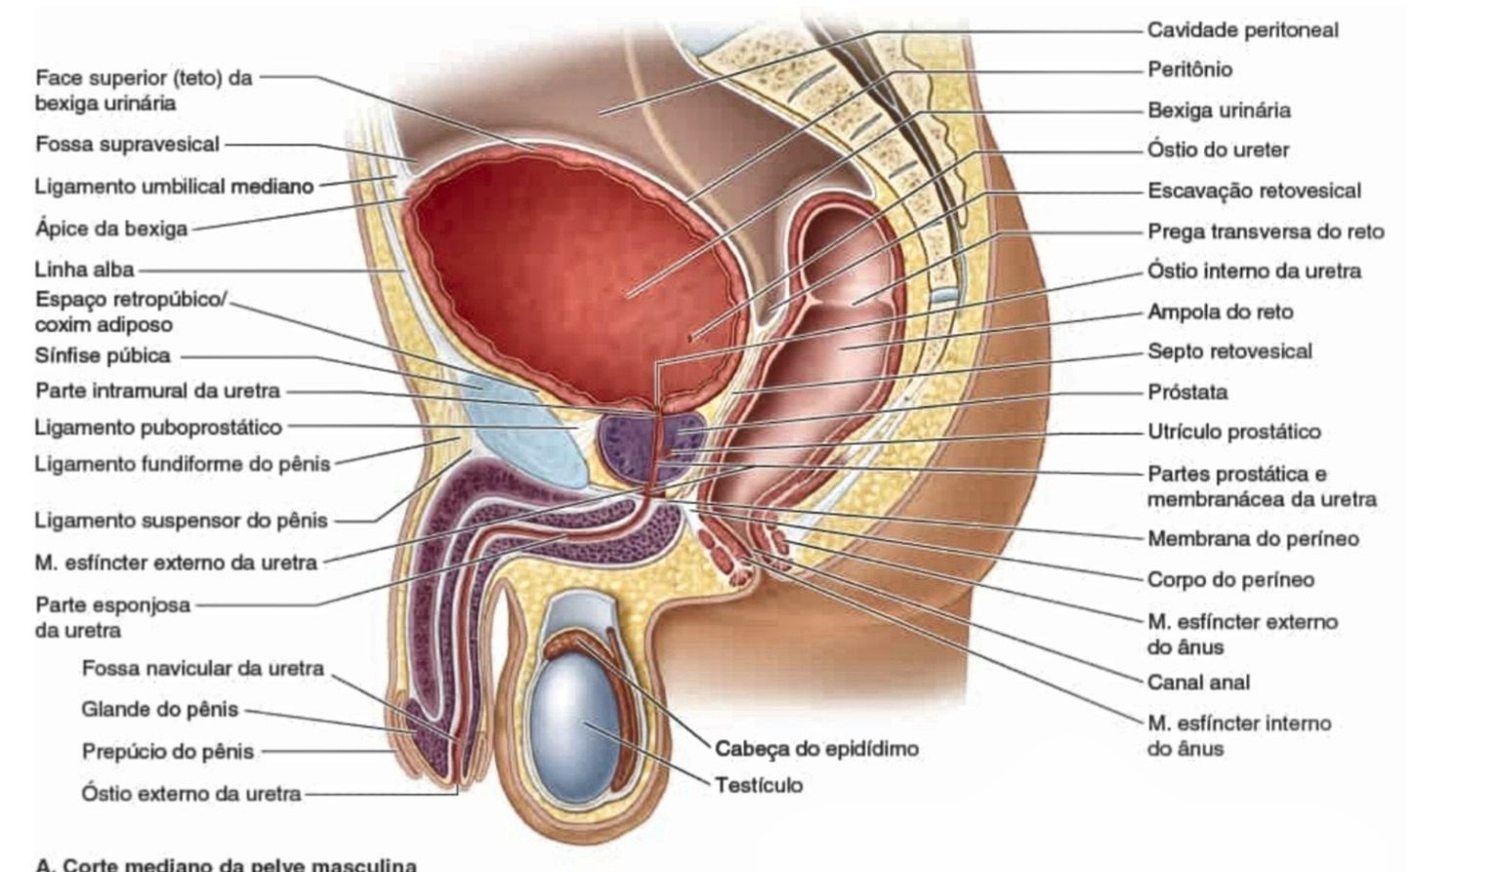 Face superior (teto) da
bexiga urinária
Fossa supravesical
Ligamento umbilical mediano
Ápice da bexiga
Linha alba
Espaço retropúbico/
coxim adiposo
Sínfise púbica
Parte intramural da uretra
Ligamento puboprostático
Ligamento fundiforme do pênis
Ligamento suspensor do pênis
M. esfíncter externo da uretra
Parte esponjosa
da uretra
Fossa navicular da uretra
Glande do pênis
Prepúcio do pênis
Óstio externo da uretra
Cavidade peritoneal
Peritônio
Bexiga urinária
Óstio do ureter
Escavação retovesical
Prega transversa do reto
Óstio interno da uretra
Ampola do reto
Septo retovesical
Próstata
Utrículo prostático
Partes prostática e
membranácea da uretra
Membrana do períneo
Corpo do períneo
M. esfíncter externo
do ânus
Canal anal
M. esfíncter interno
do ânus
Cabeça do epidídimo
Testículo
A. Corte mediano da pelve masculina